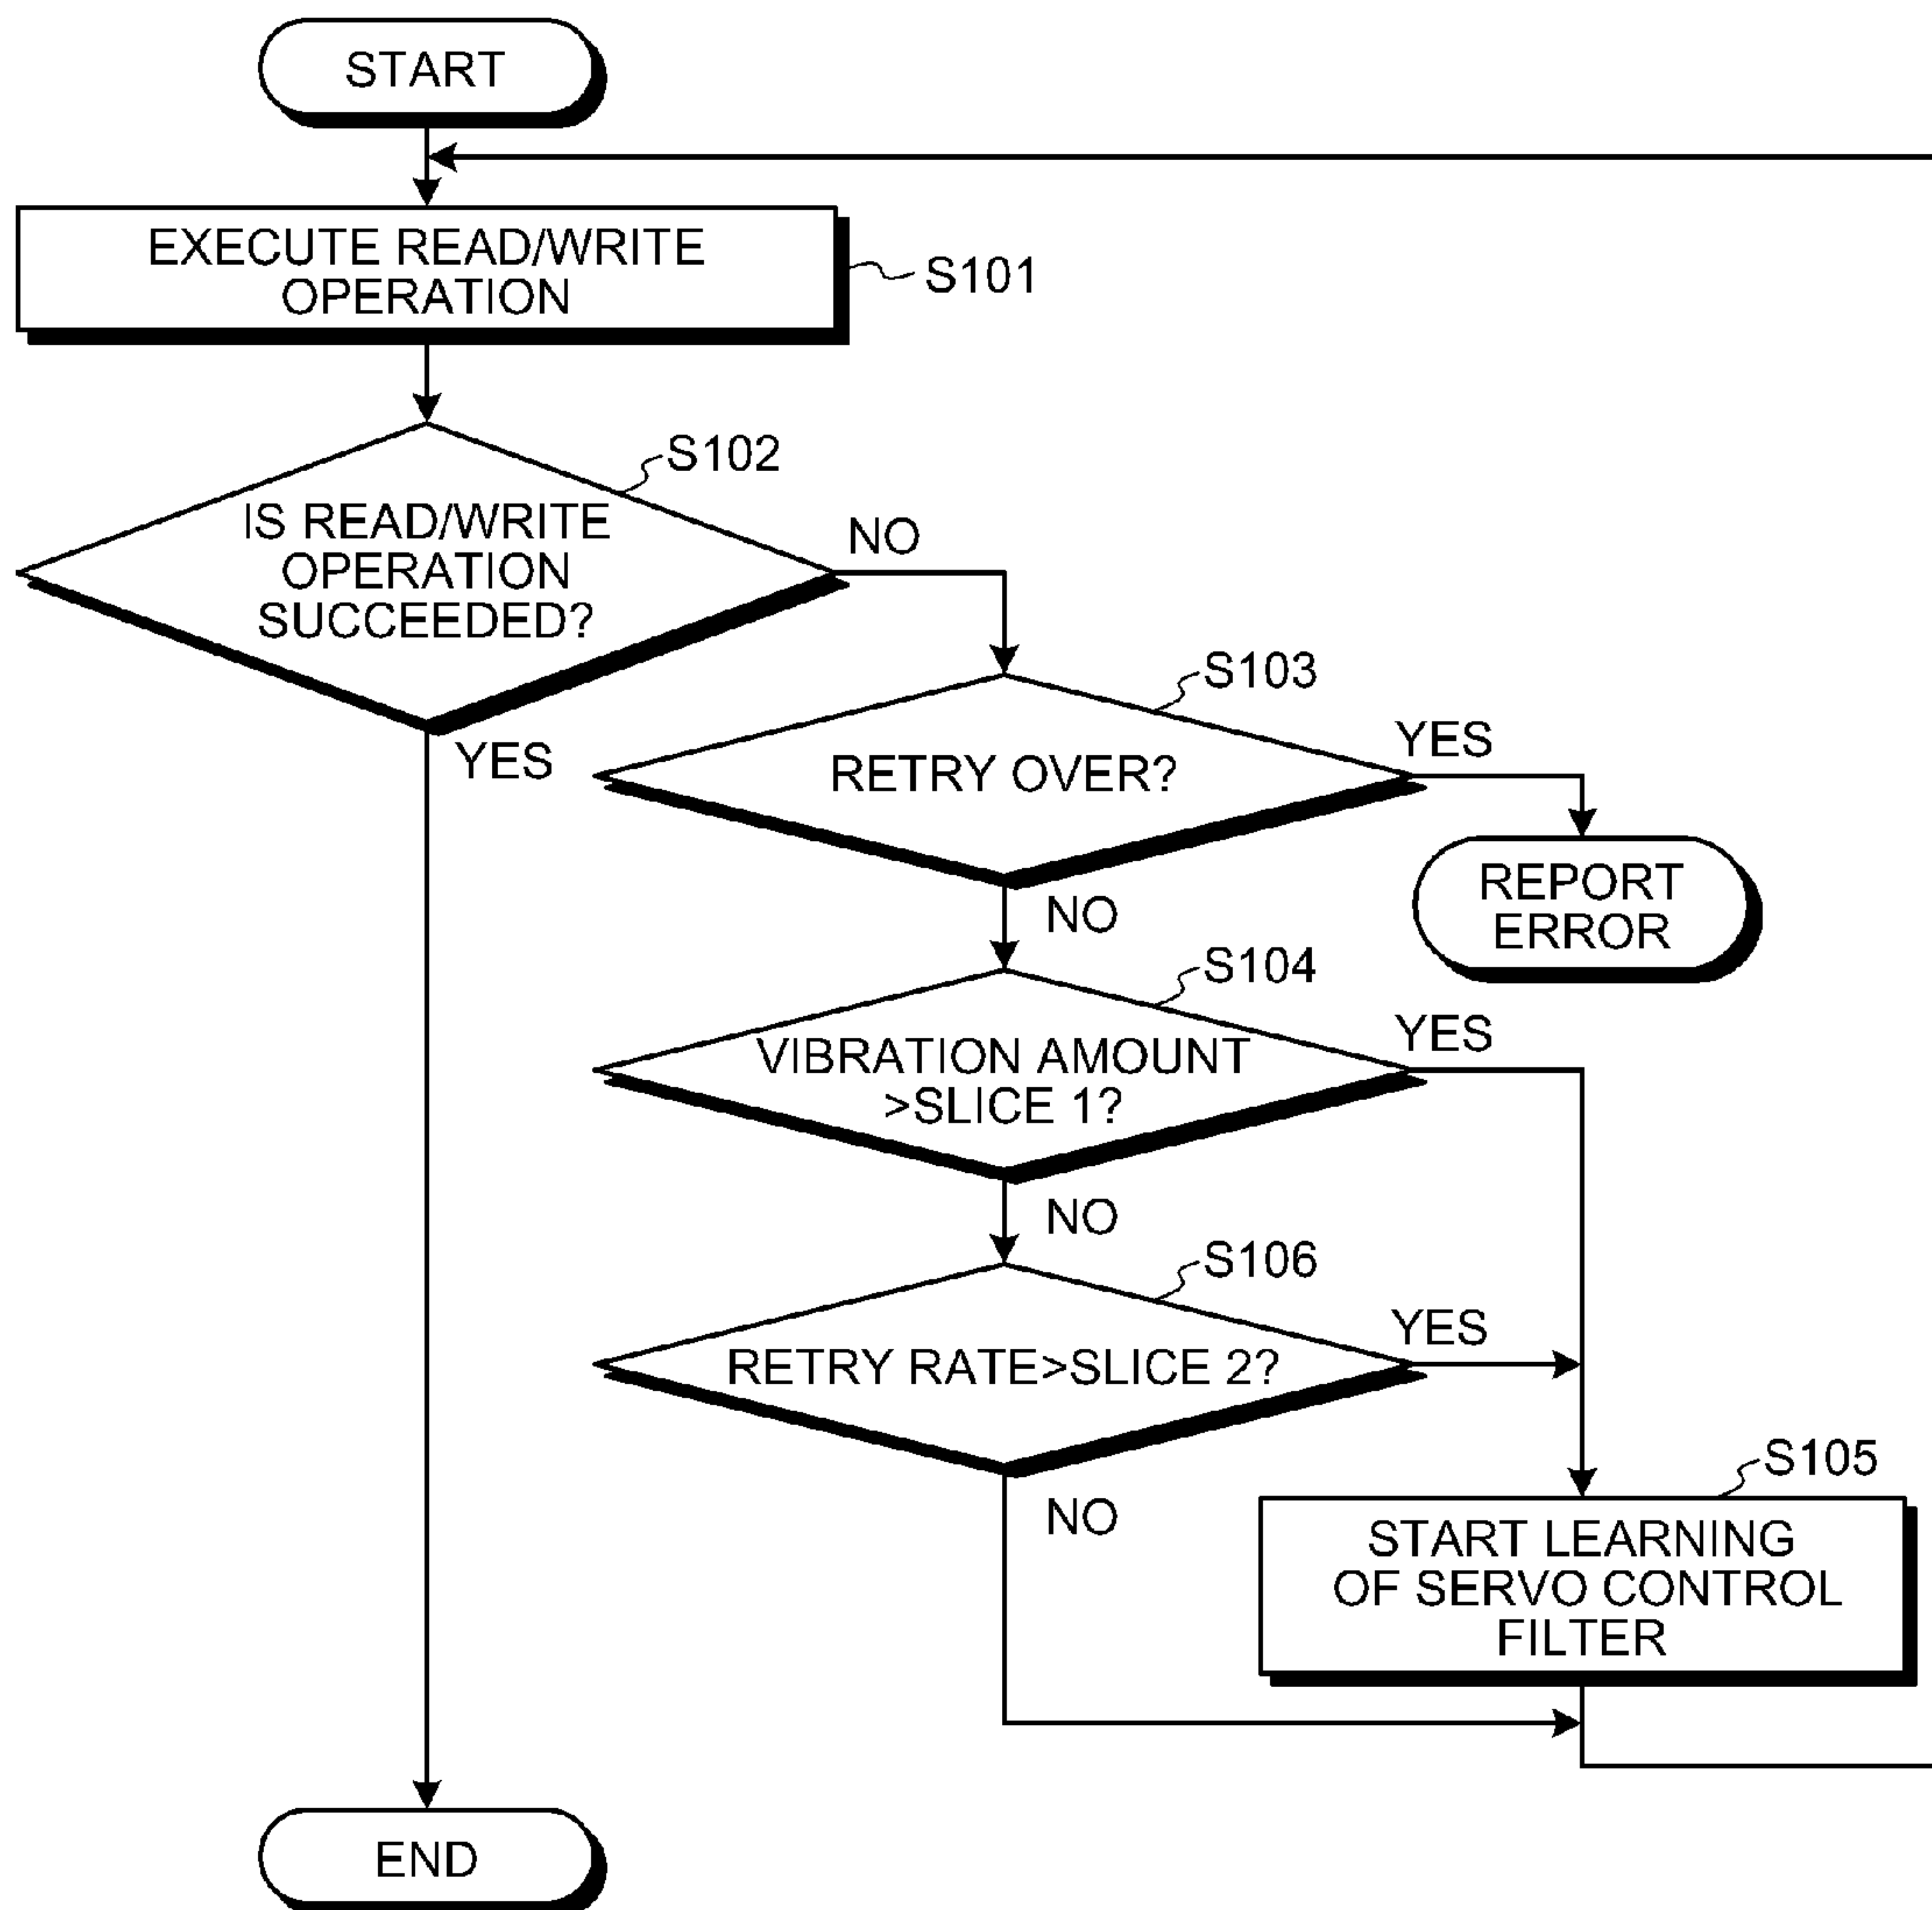 START
EXECUTE READ/WRITE
OPERATION
S101
S102
IS READ/WRITE
OPERATION
SUCCEEDED?
NO
YES
S103
RETRY OVER?
YES
NO
REPORT
ERROR
S104
VIBRATION AMOUNT
>SLICE 1?
YES
NO
S106
RETRY RATE>SLICE 2?
YES
NO
S105
START LEARNING
OF SERVO CONTROL
FILTER
END